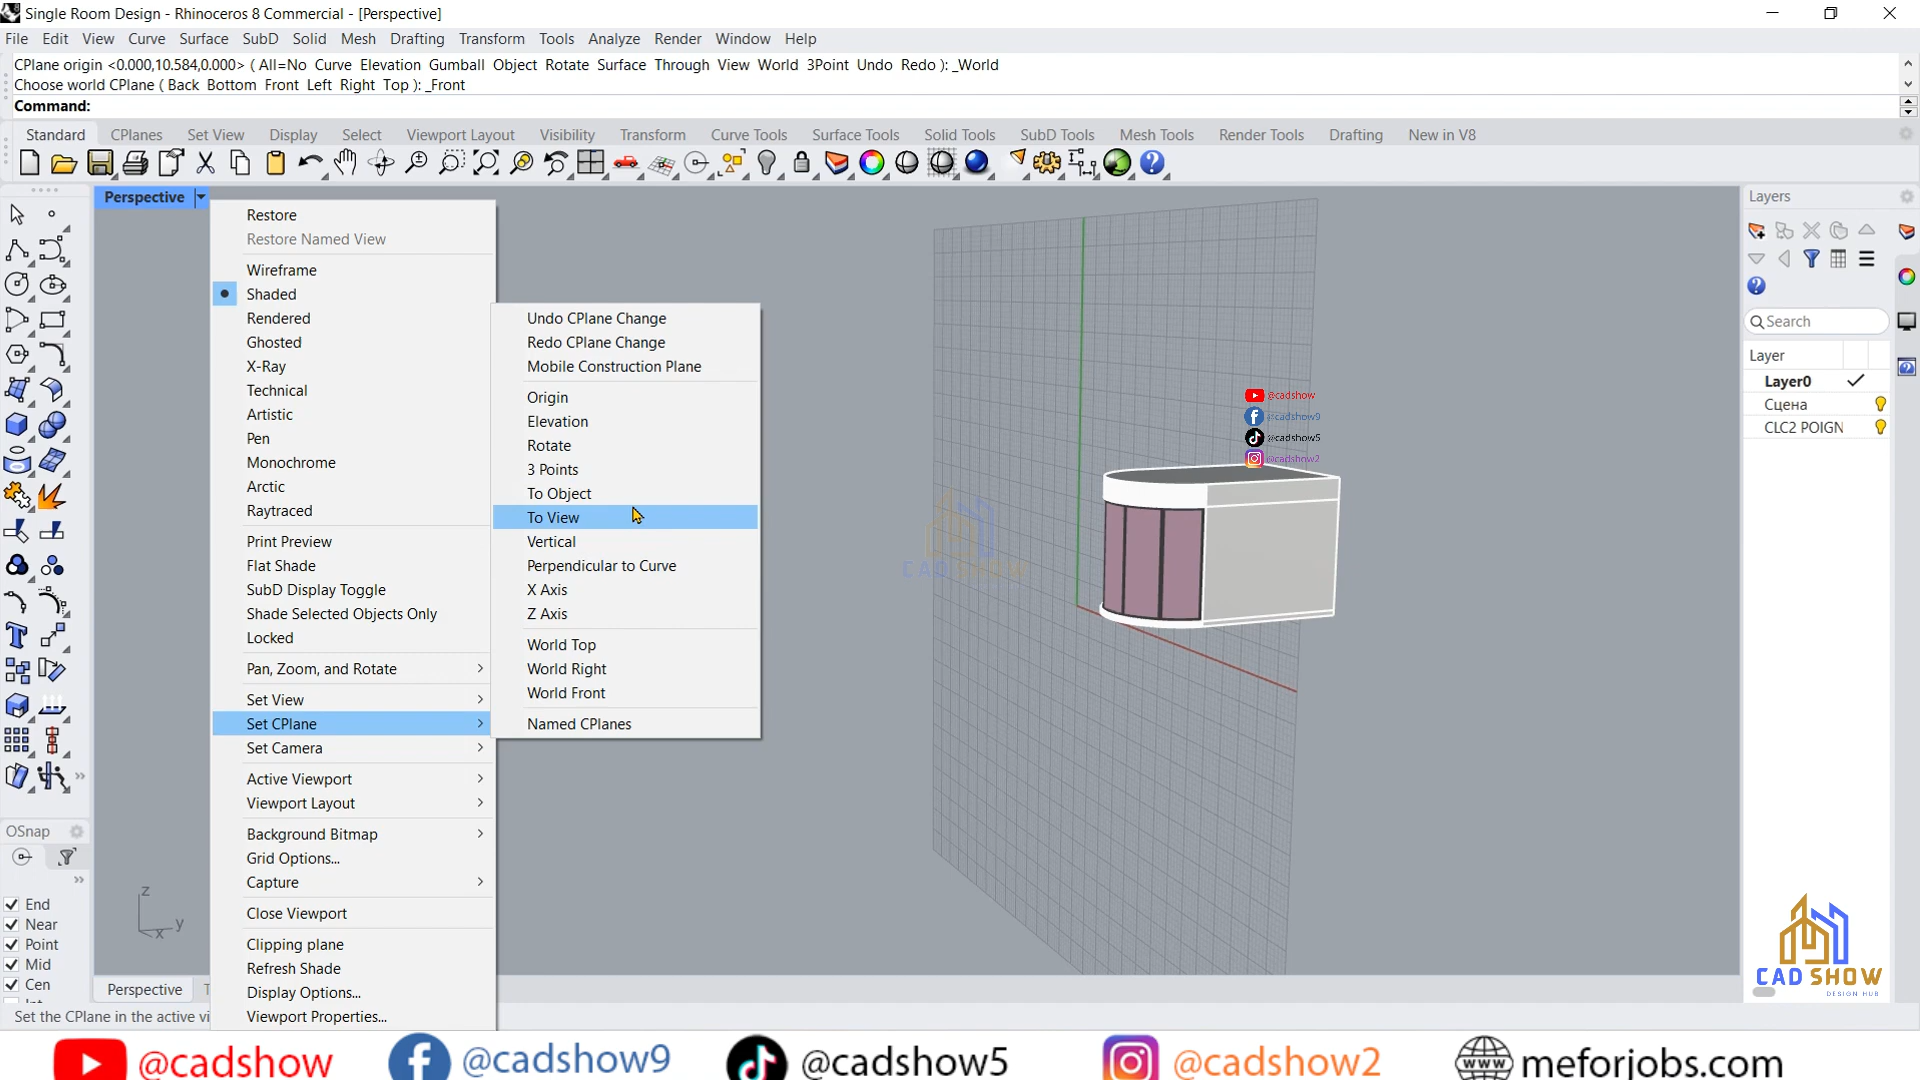 Single Room Design - Rhinoceros 8 Commercial - [Perspective]
File Edit View Curve Surface SubD Solid Mesh Drafting Transform Tools Analyze Render Window Help
CPlane origin <0.000,10.584,0.000> ( All=No Curve Elevation Gumball Object Rotate Surface Through View World 3Point Undo Redo ): _World
Choose world CPlane ( Back Bottom Front Left Right Top ): _Front
Command:
Standard CPlanes Set View Display Select Viewport Layout Visibility Transform Curve Tools Surface Tools Solid Tools SubD Tools Mesh Tools Render Tools Drafting New in V8
Perspective
Restore
Restore Named View
Wireframe
Shaded
Rendered
Ghosted
X-Ray
Technical
Artistic
Pen
Monochrome
Arctic
Raytraced
Print Preview
Flat Shade
SubD Display Toggle
Shade Selected Objects Only
Locked
Pan, Zoom, and Rotate
Set View
Set CPlane
Set Camera
Active Viewport
Viewport Layout
Background Bitmap
Grid Options...
Capture
Close Viewport
Clipping plane
Refresh Shade
Display Options...
Viewport Properties...
Undo CPlane Change
Redo CPlane Change
Mobile Construction Plane
Origin
Elevation
Rotate
3 Points
To Object
To View
Vertical
Perpendicular to Curve
X Axis
Z Axis
World Top
World Right
World Front
Named CPlanes
@cadshow
@cadshow9
@cadshow5
@cadshow2
CAD SHOW
Layers
Search
Layer
Layer0
Сцена
CLC2 POIGN
CAD SHOW
DESIGN HUB
OSnap
End
Near
Point
Mid
Cen
z
y
x
Perspective T
Set the CPlane in the active vi
@cadshow @cadshow9 @cadshow5 @cadshow2 meforjobs.com